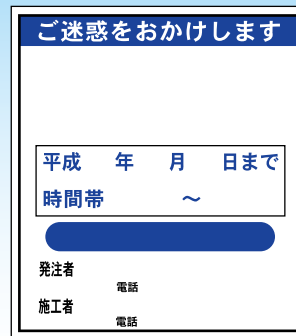 ご迷惑をおかけします
平成　年　月　日まで
時間帯　　　～
発注者
電話
施工者
電話